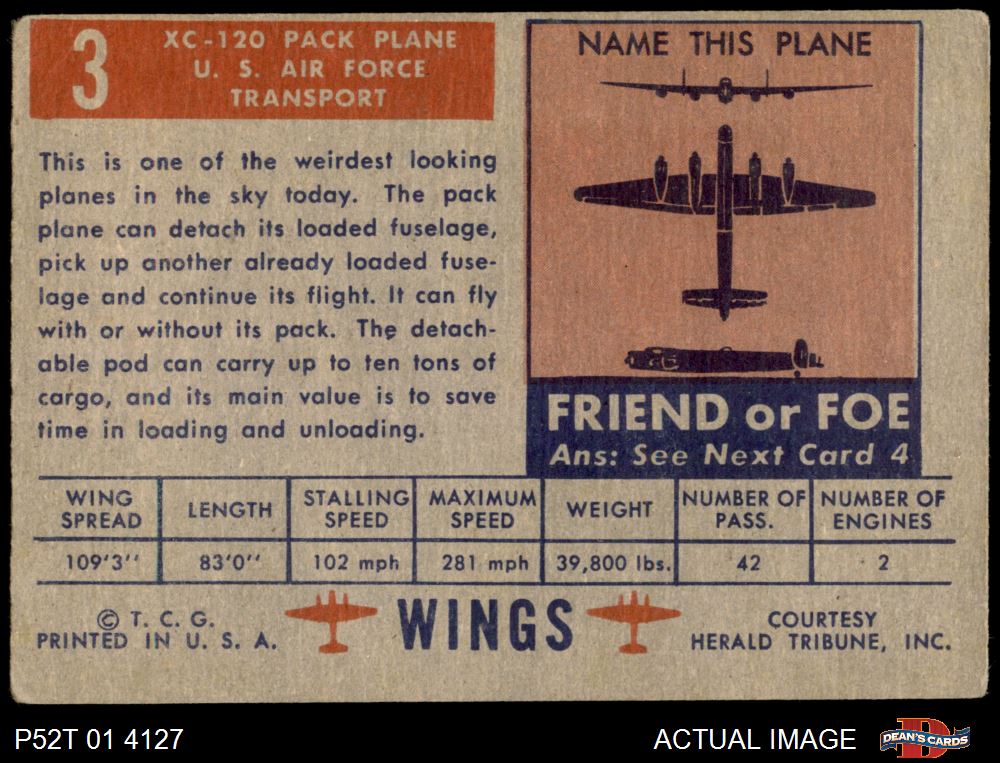 3
XC-120 PACK PLANE
U. S. AIR FORCE
TRANSPORT
This is one of the weirdest looking
planes in the sky today. The pack
plane can detach its loaded fuselage,
pick up another already loaded fuse-
lage and continue its flight. It can fly
with or without its pack. The detach-
able pod can carry up to ten tons of
cargo, and its main value is to save
time in loading and unloading.
NAME THIS PLANE
FRIEND or FOE
Ans: See Next Card 4
WING SPREAD LENGTH STALLING SPEED MAXIMUM SPEED WEIGHT NUMBER OF PASS. NUMBER OF ENGINES
109'3'' 83'0'' 102 mph 281 mph 39,800 lbs. 42 2
© T. C. G.
PRINTED IN U. S. A.
WINGS
COURTESY
HERALD TRIBUNE, INC.
P52T 01 4127
ACTUAL IMAGE
D
DEAN'S CARDS